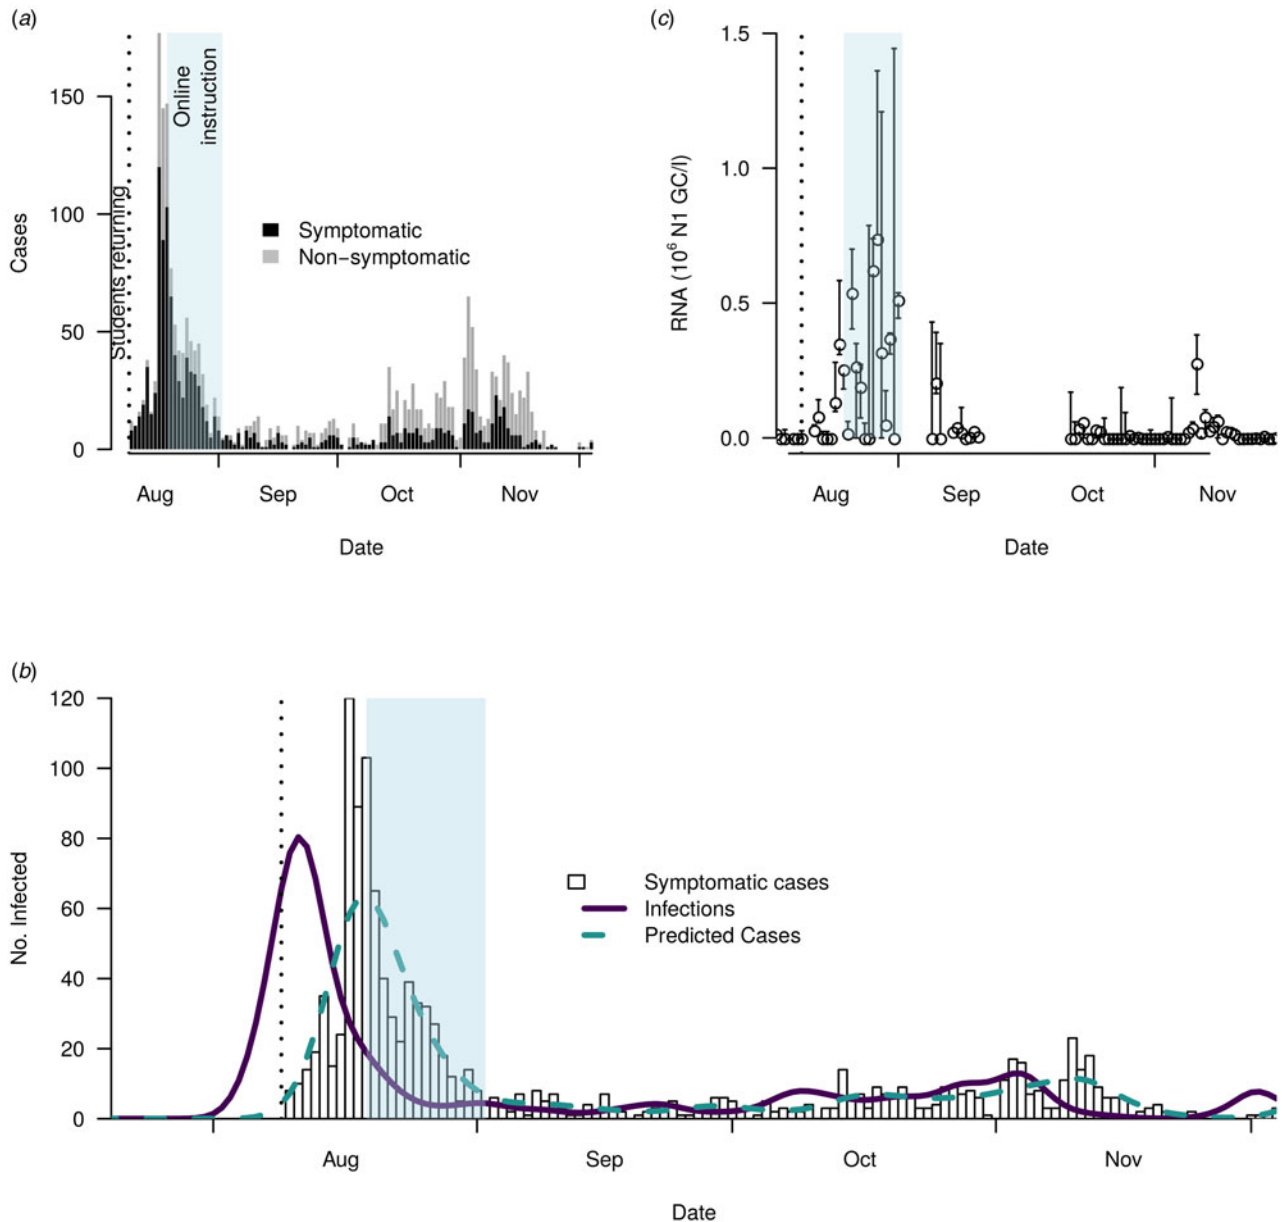 (a)
Cases
150
100
50
0
Students returning
Online
instruction
Symptomatic
Non-symptomatic
Aug
Sep
Oct
Nov
Date
(c)
RNA (10^6 N1 GC/l)
1.5
1.0
0.5
0.0
Aug
Sep
Oct
Nov
Date
(b)
No. Infected
120
100
80
60
40
20
0
Symptomatic cases
Infections
Predicted Cases
Aug
Sep
Oct
Nov
Date